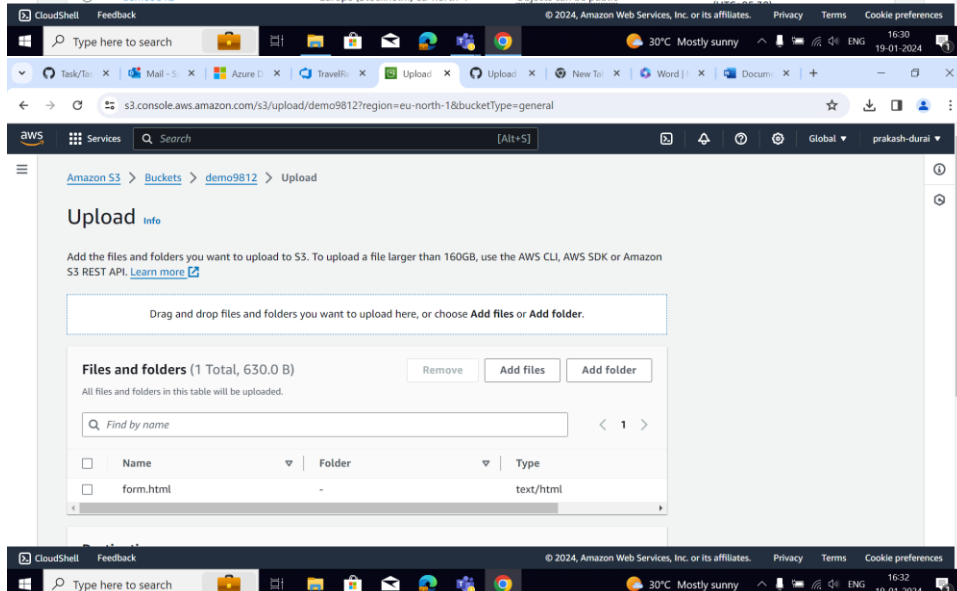 CloudShell Feedback © 2024, Amazon Web Services, Inc. or its affiliates. Privacy Terms Cookie preferences
Type here to search 30°C Mostly sunny ENG 16:30
19-01-2024
Task/Tas Mail - S Azure D TravelRe Upload Upload New Tal Word | Docum
s3.console.aws.amazon.com/s3/upload/demo9812?region=eu-north-1&bucketType=general
aws Services Search [Alt+S] Global prakash-durai
Amazon S3 > Buckets > demo9812 > Upload
Upload Info
Add the files and folders you want to upload to S3. To upload a file larger than 160GB, use the AWS CLI, AWS SDK or Amazon
S3 REST API. Learn more
Drag and drop files and folders you want to upload here, or choose Add files or Add folder.
Files and folders (1 Total, 630.0 B) Remove Add files Add folder
All files and folders in this table will be uploaded.
Find by name < 1 >
Name Folder Type
form.html - text/html
CloudShell Feedback © 2024, Amazon Web Services, Inc. or its affiliates. Privacy Terms Cookie preferences
Type here to search 30°C Mostly sunny ENG 16:32